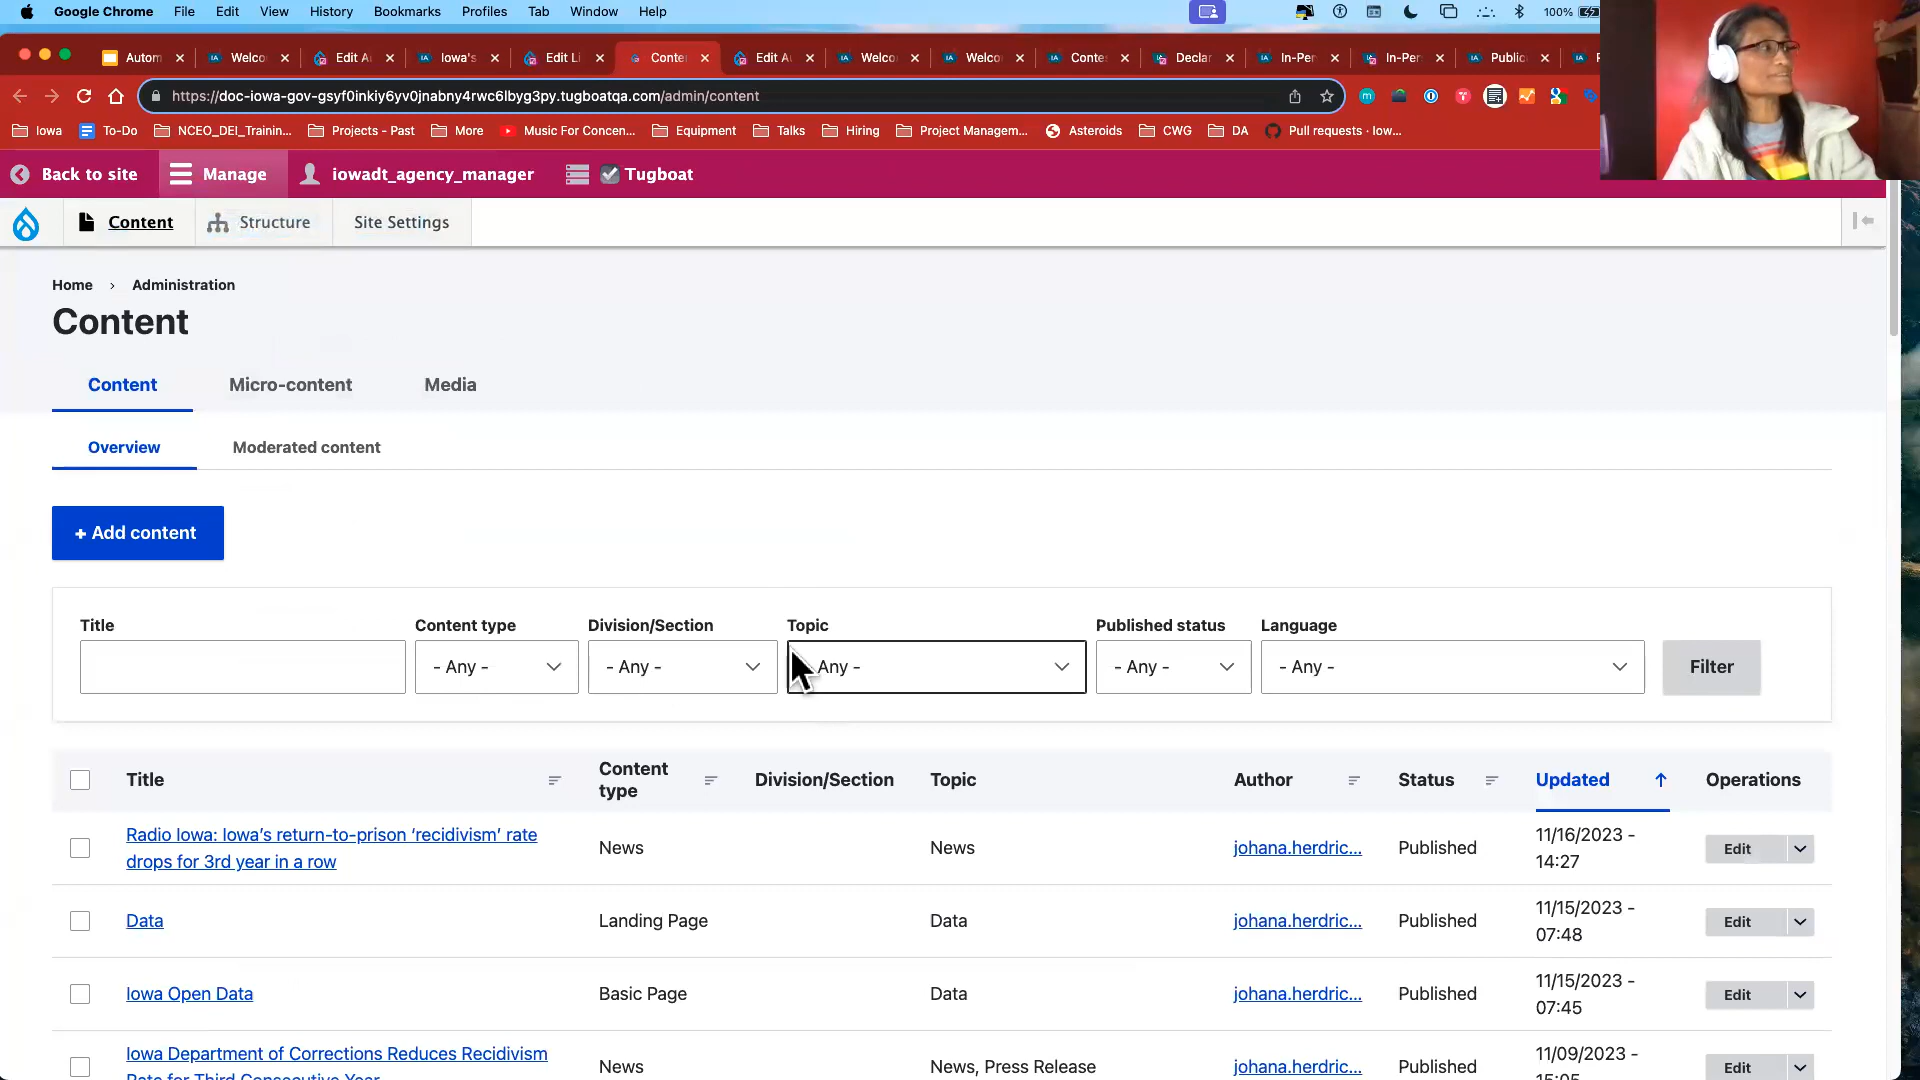 Google Chrome File Edit View History Bookmarks Profiles Tab Window Help 100%
Autom Welco Edit Au Iowa's Edit Li Conte Edit Au Welco Welco Conte Declar In-Per In-Per Public
https://doc-iowa-gov-gsyf0inkiy6yv0jnabny4rwc6lbyg3py.tugboatqa.com/admin/content
Iowa To-Do NCEO_DEI_Trainin... Projects - Past More Music For Concen... Equipment Talks Hiring Project Managem... Asteroids CWG DA Pull requests · Iow...
Back to site Manage iowadt_agency_manager Tugboat
Content Structure Site Settings
Home › Administration
Content
Content Micro-content Media
Overview Moderated content
+ Add content
Title Content type Division/Section Topic Published status Language
- Any - - Any - Any - - Any - - Any - Filter
Title Content type Division/Section Topic Author Status Updated Operations
Radio Iowa: Iowa’s return-to-prison ‘recidivism’ rate drops for 3rd year in a row News News johana.herdric... Published 11/16/2023 - 14:27 Edit
Data Landing Page Data johana.herdric... Published 11/15/2023 - 07:48 Edit
Iowa Open Data Basic Page Data johana.herdric... Published 11/15/2023 - 07:45 Edit
Iowa Department of Corrections Reduces Recidivism News News, Press Release johana.herdric... Published 11/09/2023 - Edit
Rate for Third Consecutive Year 15:05